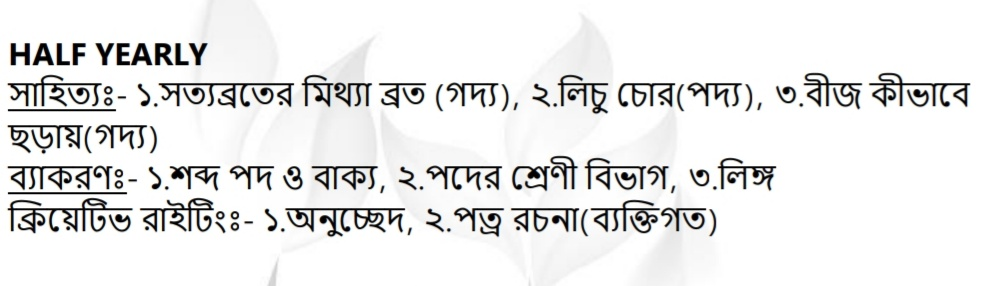 HALF YEARLY
সাহিত্যঃ- ১.সত্যব্রতের মিথ্যা ব্রত (গদ্য), ২.লিচু চোর(পদ্য), ৩.বীজ কীভাবে
ছড়ায়(গদ্য)
ব্যাকরণঃ- ১.শব্দ পদ ও বাক্য, ২.পদের শ্রেণী বিভাগ, ৩.লিঙ্গ
ক্রিয়েটিভ রাইটিংঃ- ১.অনুচ্ছেদ, ২.পত্র রচনা(ব্যক্তিগত)